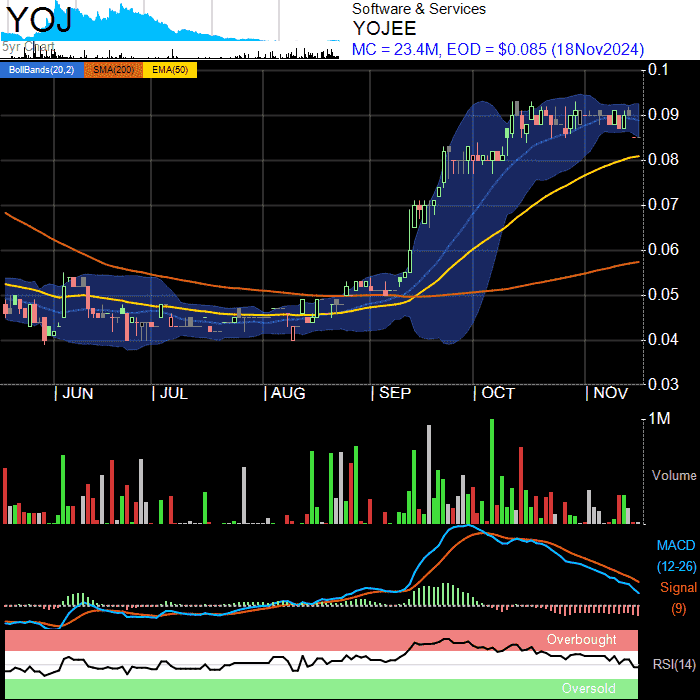 YOJ
5yr Chart
Software & Services
YOJEE
MC = 23.4M, EOD = $0.085 (18Nov2024)
BollBands(20,2) SMA(200) EMA(50)
0.1
0.09
0.08
0.07
0.06
0.05
0.04
0.03
JUN JUL AUG SEP OCT NOV
1M
Volume
MACD
(12-26)
Signal
(9)
Overbought
RSI(14)
Oversold